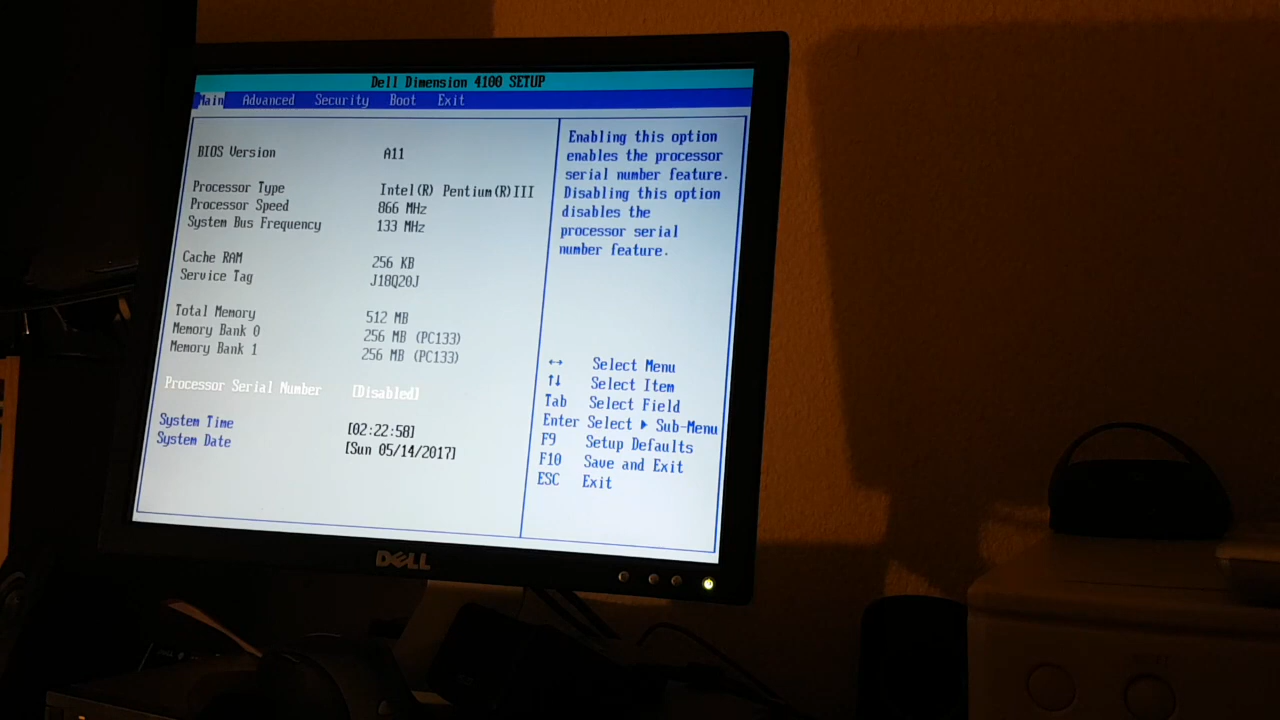 Dell Dimension 4100 SETUP
Main Advanced Security Boot Exit
BIOS Version A11
Processor Type Intel(R) Pentium(R)III
Processor Speed 866 MHz
System Bus Frequency 133 MHz
Cache RAM 256 KB
Service Tag J18Q20J
Total Memory 512 MB
Memory Bank 0 256 MB (PC133)
Memory Bank 1 256 MB (PC133)
Processor Serial Number [Disabled]
System Time [02:22:58]
System Date [Sun 05/14/2017]
Enabling this option
enables the processor
serial number feature.
Disabling this option
disables the
processor serial
number feature.
↔ Select Menu
↑↓ Select Item
Tab Select Field
Enter Select ▶ Sub-Menu
F9 Setup Defaults
F10 Save and Exit
ESC Exit
DELL